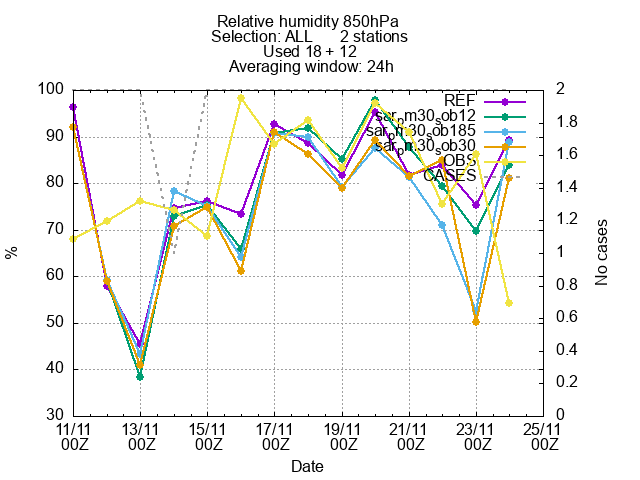 Relative humidity 850hPa
Selection: ALL 2 stations
Used 18 + 12
Averaging window: 24h
100
90
80
70
60
50
40
30
%
2
1.8
1.6
1.4
1.2
1
0.8
0.6
0.4
0.2
0
No cases
REF
sar_pm30_sob12
sar_pm30_sob185
sar_pm30_sob30
OBS
CASES
11/11 13/11 15/11 17/11 19/11 21/11 23/11 25/11
00Z 00Z 00Z 00Z 00Z 00Z 00Z 00Z
Date